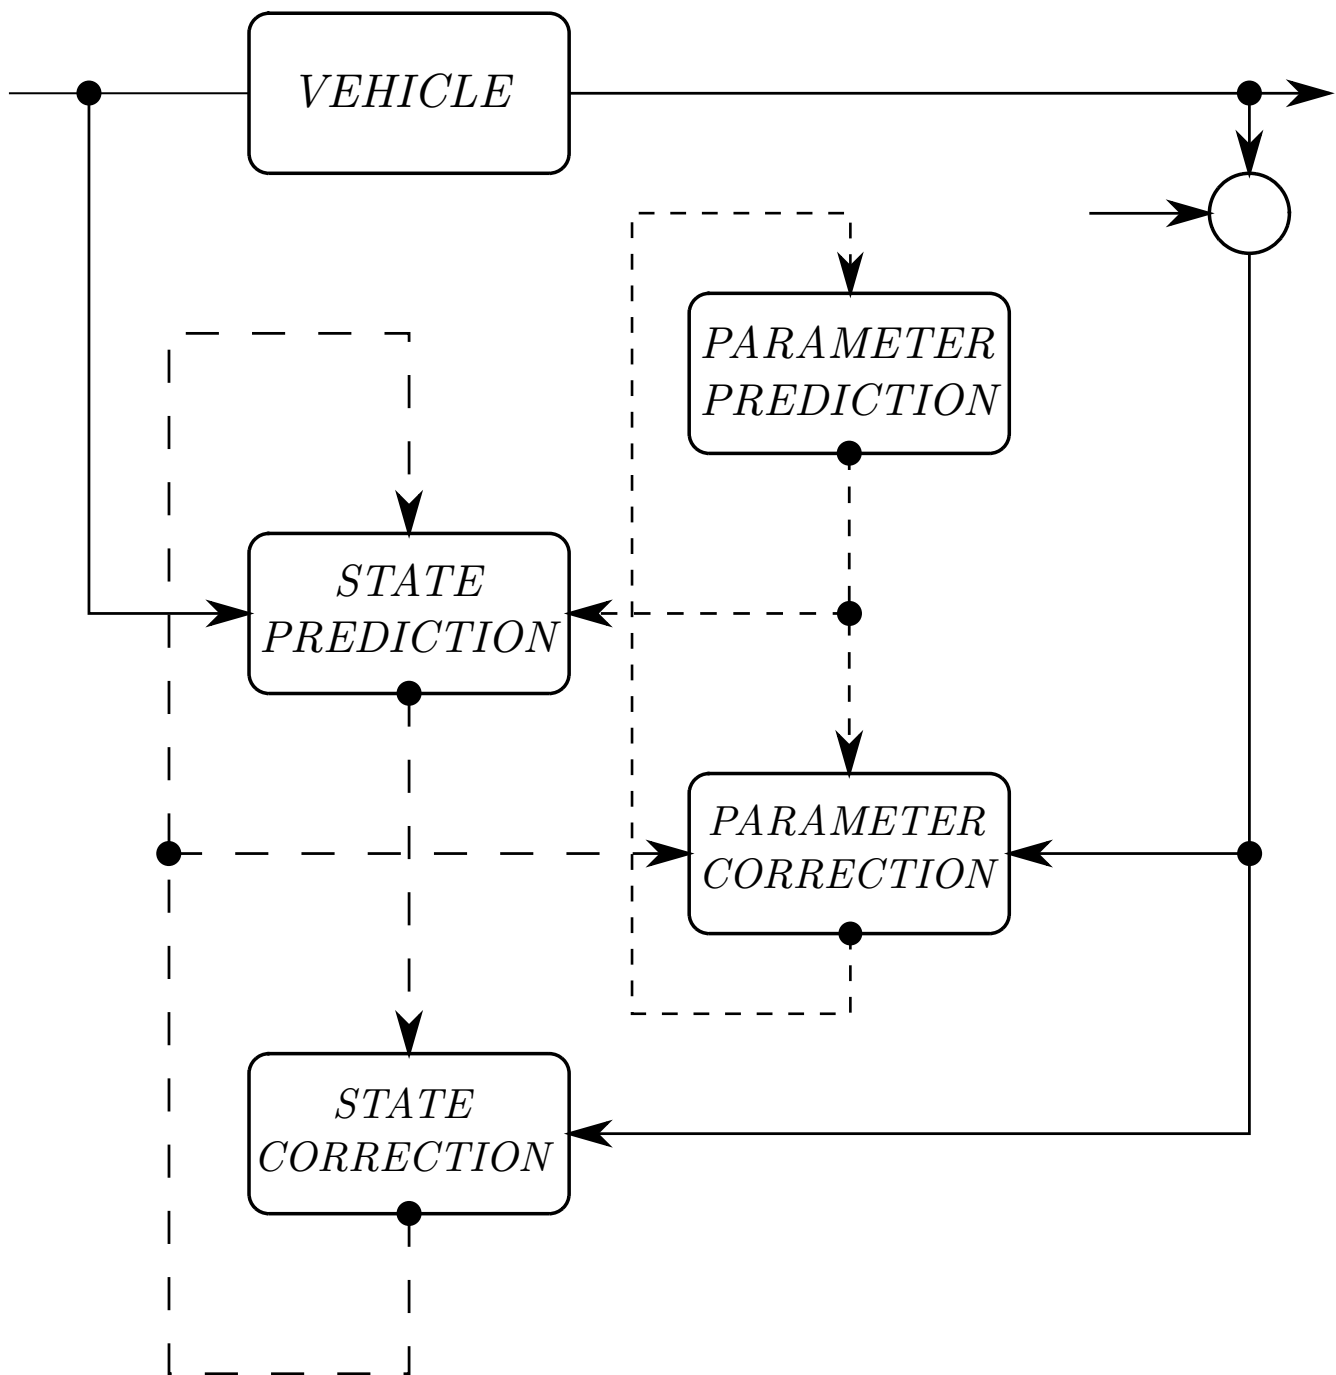 VEHICLE
PARAMETER
PREDICTION
STATE
PREDICTION
PARAMETER
CORRECTION
STATE
CORRECTION